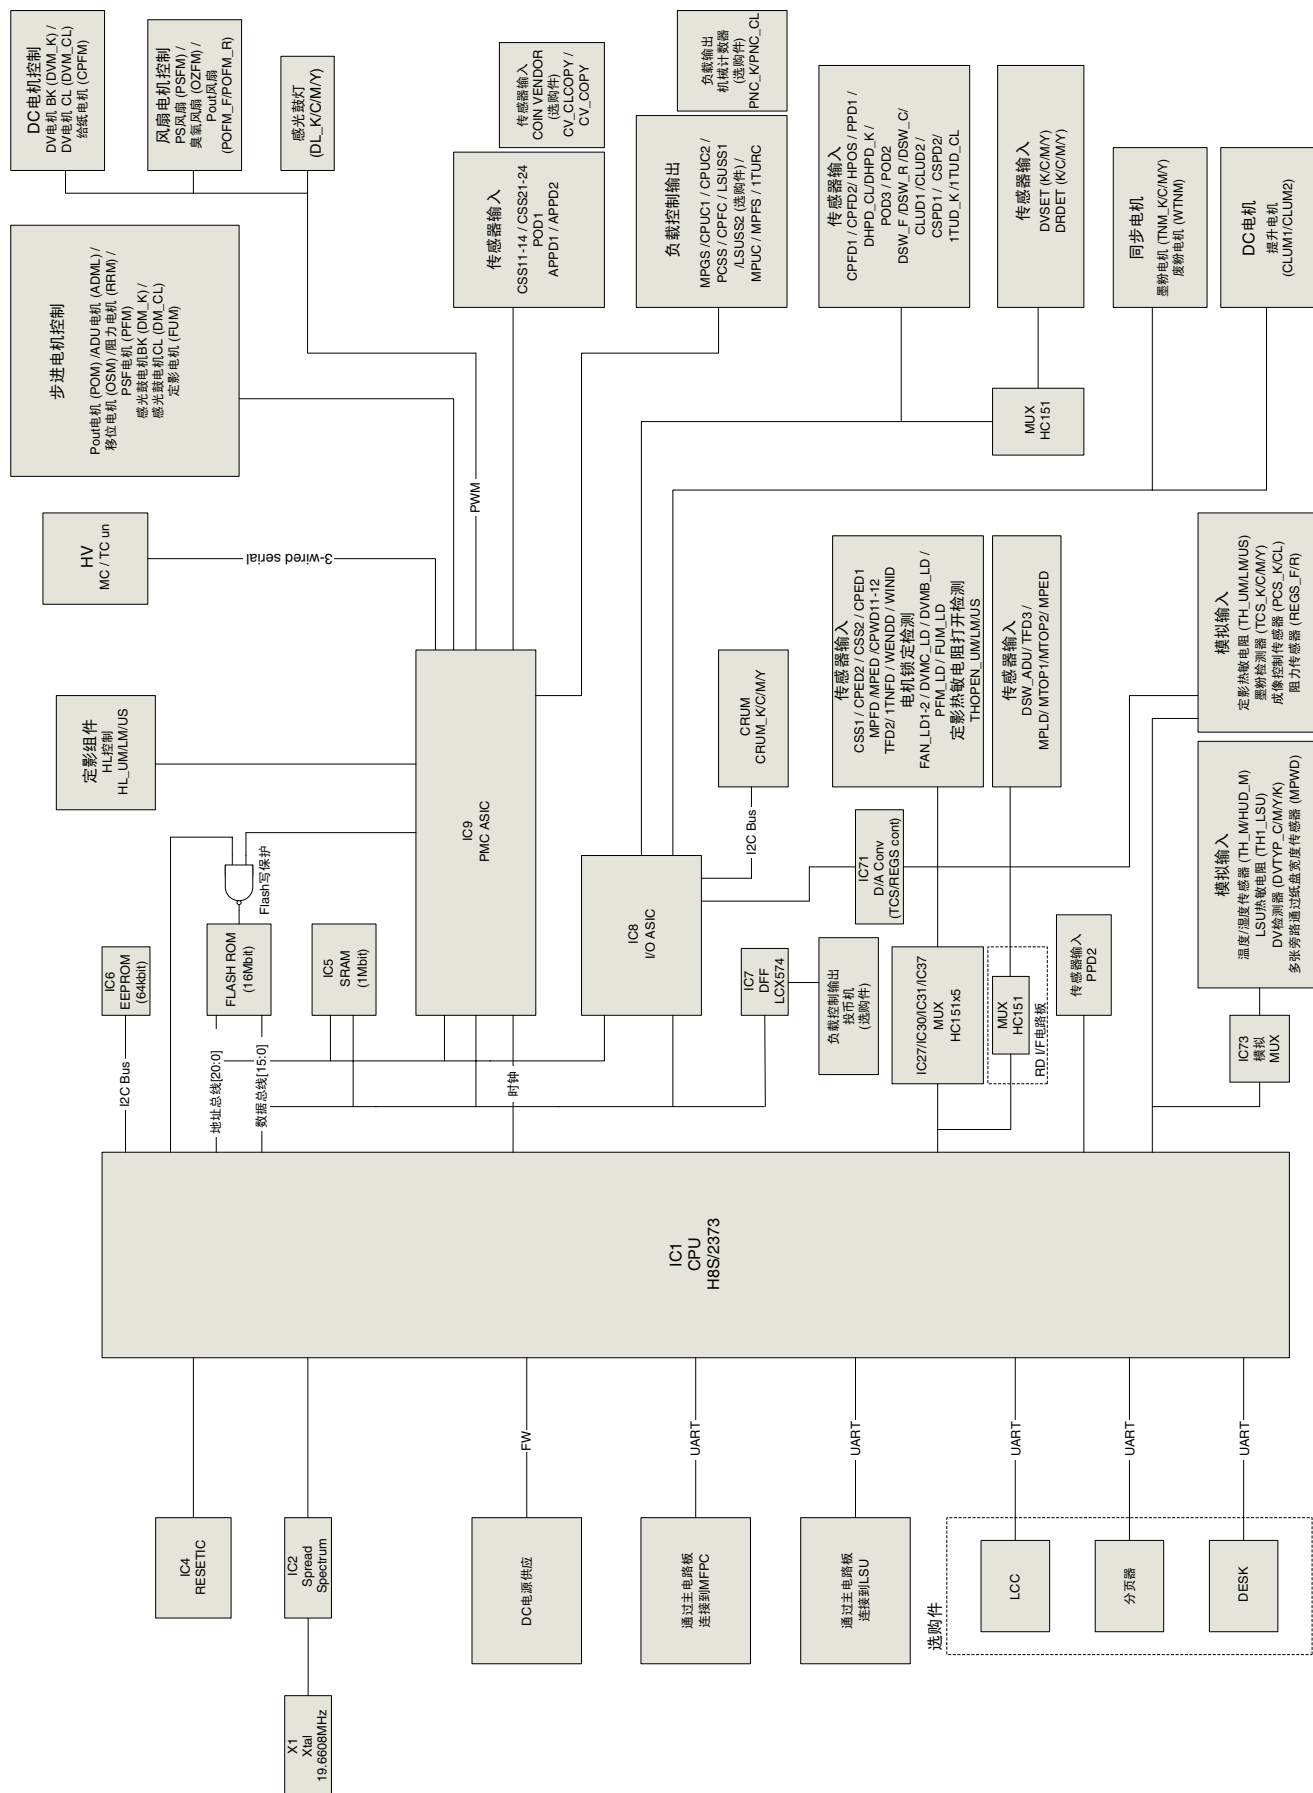 X1
Xtal
19.6608MHz
IC4
RESETIC
IC2
Spread
Spectrum
DC电源供应
通过主电路板
连接到MFPC
通过主电路板
连接到LSU
选购件
LCC
分页器
DESK
FW
UART
UART
UART
UART
UART
IC1
CPU
H8S/2373
I2C Bus
地址总线[20:0]
数据总线[15:0]
时钟
IC6
EEPROM
(64kbit)
FLASH ROM
(16Mbit)
Flash写保护
IC5
SRAM
(1Mbit)
IC9
PMC ASIC
IC8
I/O ASIC
IC7
DFF
LCX574
负载控制输出
投币机
(选购件)
IC71
D/A Conv
(TCS/REGS cont)
IC27/IC30/IC31/IC37
MUX
HC151x5
MUX
HC151
RD I/F电路板
传感器输入
PPD2
IC73
模拟
MUX
定影组件
HL控制
HL_UM/LM/US
HV
MC / TC un
3-wired serial
PWM
I2C Bus
CRUM
CRUM_K/C/M/Y
传感器输入
CSS1 / CPED2 / CSS2 / CPED1
MPFD /MPED /CPWD11-12
TFD2/ 1TNFD / WENDD / WINID
电机锁定检测
FAN_LD1-2 / DVMC_LD / DVMB_LD /
PFM_LD / FUM_LD
定影热敏电阻打开检测
THOPEN_UM/LM/US
传感器输入
DSW_ADU/ TFD3 /
MPLD/ MTOP1/MTOP2/ MPED
模拟输入
温度/湿度传感器 (TH_M/HUD_M)
LSU热敏电阻 (TH1_LSU)
DV检测器 (DVTYP_C/M/Y/K)
多张旁路通过纸盘宽度传感器 (MPWD)
模拟输入
定影热敏电阻 (TH_UM/LM/US)
墨粉检测器 (TCS_K/C/M/Y)
成像控制传感器 (PCS_K/CL)
阻力传感器 (REGS_F/R)
步进电机控制
Pout电机 (POM) /ADU电机 (ADML) /
移位电机 (OSM) /阻力电机 (RRM) /
PSF电机 (PFM)
感光鼓电机BK (DM_K) /
感光鼓电机CL (DM_CL)
定影电机 (FUM)
DC电机控制
DV电机 BK (DVM_K) /
DV电机 CL (DVM_CL) /
给纸电机 (CPFM)
风扇电机控制
PS风扇 (PSFM) /
臭氧风扇 (OZFM) /
Pout风扇
(POFM_F/POFM_R)
感光鼓灯
(DL_K/C/M/Y)
传感器输入
CSS11-14 / CSS21-24
POD1
APPD1 / APPD2
传感器输入
COIN VENDOR
(选购件)
CV_CLCOPY /
CV_COPY
负载控制输出
MPGS /CPUC1 / CPUC2 /
PCSS / CPFC / LSUSS1
/LSUSS2 (选购件) /
MPUC / MPFS / 1TURC
负载输出
机械计数器
(选购件)
PNC_K/PNC_CL
传感器输入
CPFD1 / CPFD2/ HPOS / PPD1 /
DHPD_CL/DHPD_K /
POD3 / POD2
DSW_F /DSW_R /DSW_C/
CLUD1 /CLUD2 /
CSPD1 / CSPD2/
1TUD_K /1TUD_CL
传感器输入
DVSET (K/C/M/Y)
DRDET (K/C/M/Y)
MUX
HC151
同步电机
墨粉电机 (TNM_K/C/M/Y)
废粉电机 (WTNM)
DC电机
提升电机
(CLUM1/CLUM2)